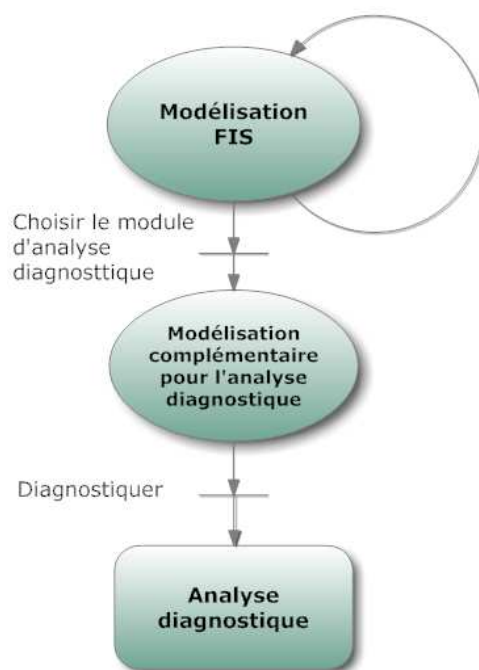 Modélisation
FIS
Choisir le module
d'analyse
diagnosttique
Modélisation
complémentaire
pour l'analyse
diagnostique
Diagnostiquer
Analyse
diagnostique